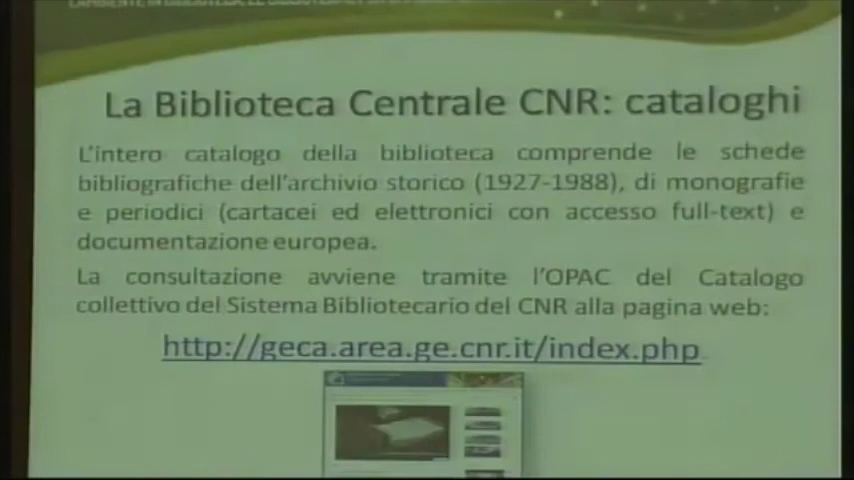 La Biblioteca Centrale CNR: cataloghi
L'intero catalogo della biblioteca comprende le schede
bibliografiche dell'archivio storico (1927-1988), di monografie
e periodici (cartacei ed elettronici con accesso full-text) e
documentazione europea.
La consultazione avviene tramite l'OPAC del Catalogo
collettivo del Sistema Bibliotecario del CNR alla pagina web:
http://geca.area.ge.cnr.it/index.php